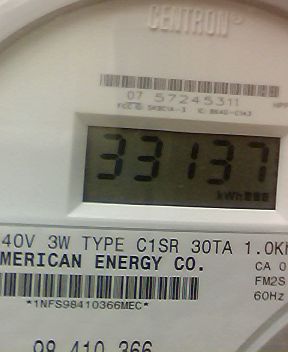 CENTRON®
07 57245311
33137
kWh
40V 3W TYPE C1SR 30TA 1.0K
MERICAN ENERGY CO.
CA 0
FM2S
60Hz
*1NFS98410366MEC*
98 410 366